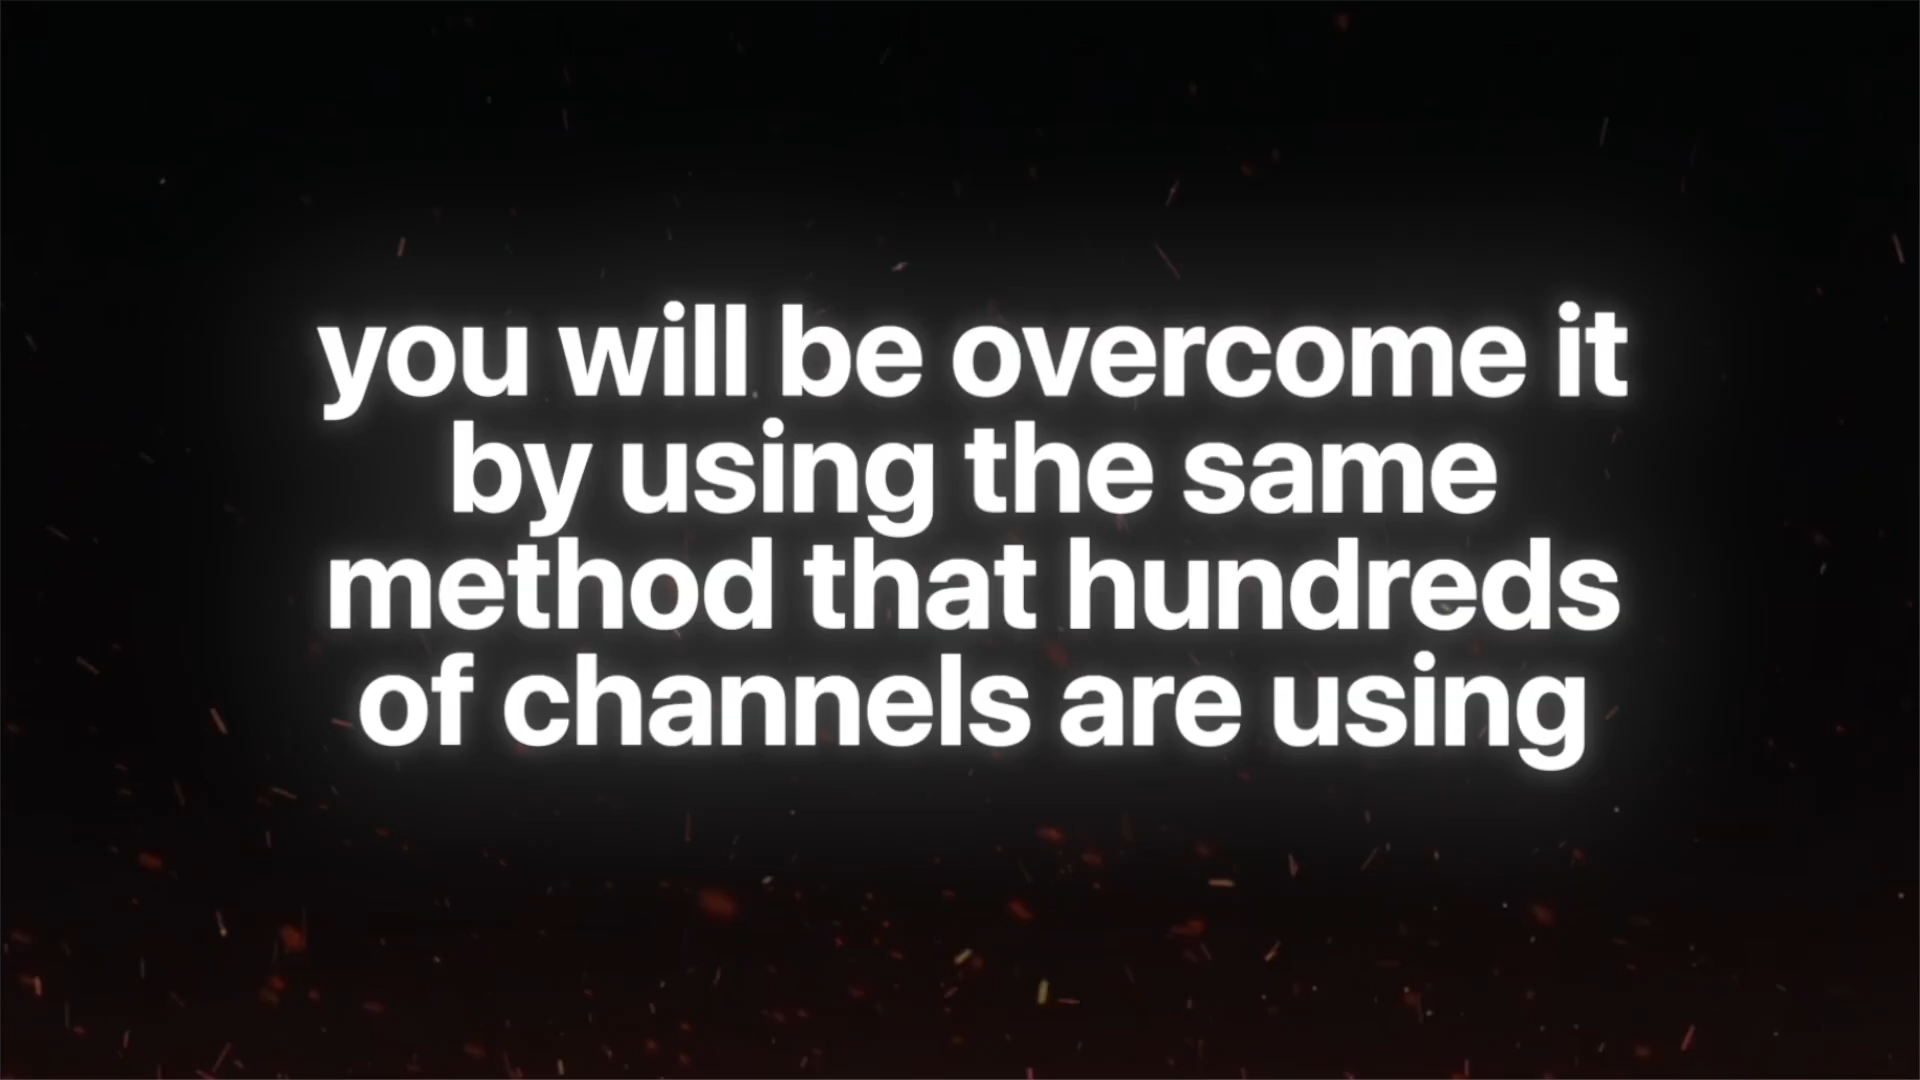 you will be overcome it
by using the same
method that hundreds
of channels are using